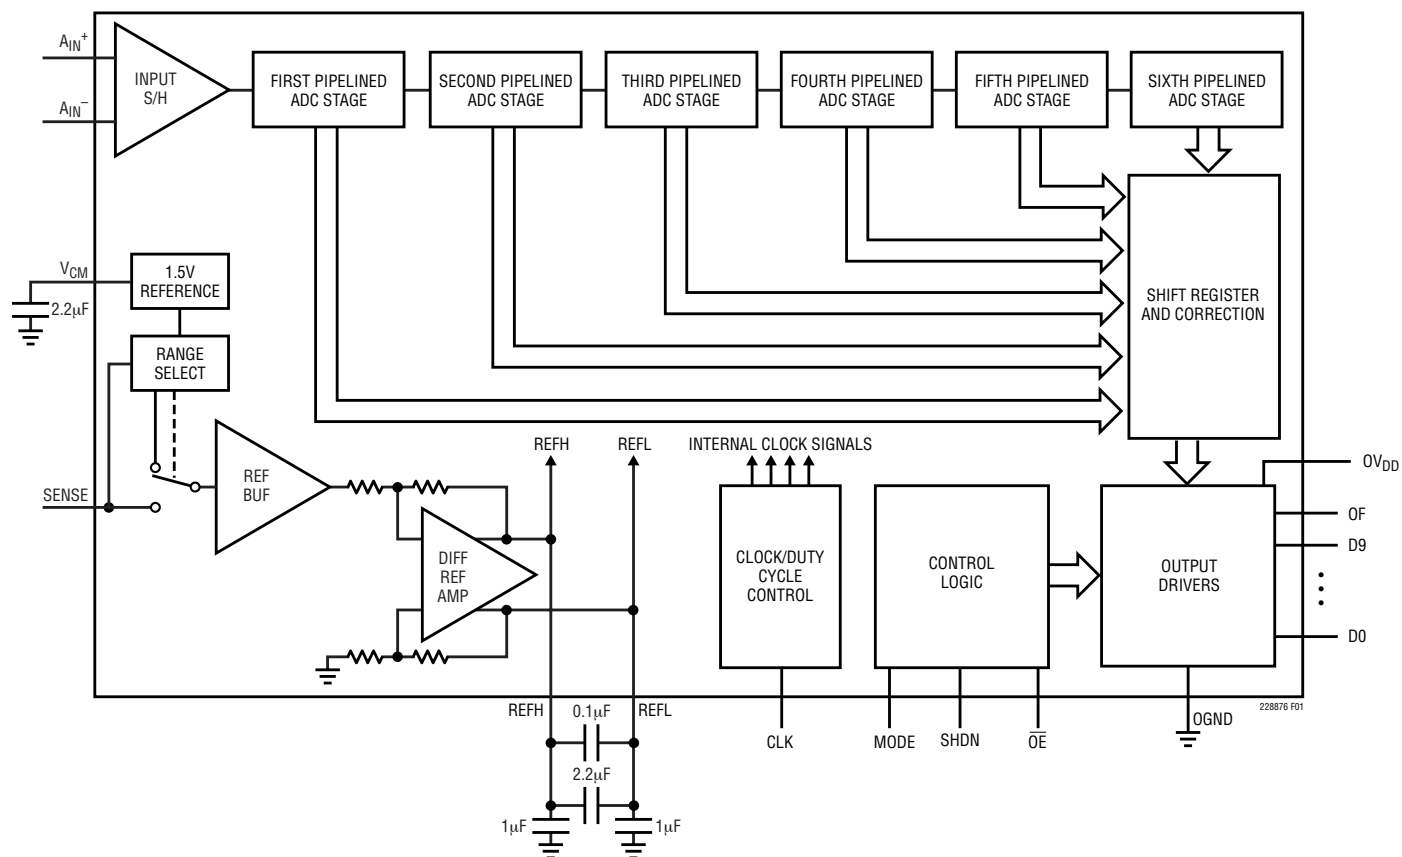 AIN+
AIN−
INPUT
S/H
FIRST PIPELINED
ADC STAGE
SECOND PIPELINED
ADC STAGE
THIRD PIPELINED
ADC STAGE
FOURTH PIPELINED
ADC STAGE
FIFTH PIPELINED
ADC STAGE
SIXTH PIPELINED
ADC STAGE
VCM
2.2µF
1.5V
REFERENCE
RANGE
SELECT
SHIFT REGISTER
AND CORRECTION
SENSE
REF
BUF
REFH
REFL
INTERNAL CLOCK SIGNALS
DIFF
REF
AMP
CLOCK/DUTY
CYCLE
CONTROL
CONTROL
LOGIC
OUTPUT
DRIVERS
OVDD
OF
D9
D0
REFH
0.1µF
REFL
2.2µF
1µF
1µF
CLK
MODE
SHDN
O̅E̅
OGND
228876 F01